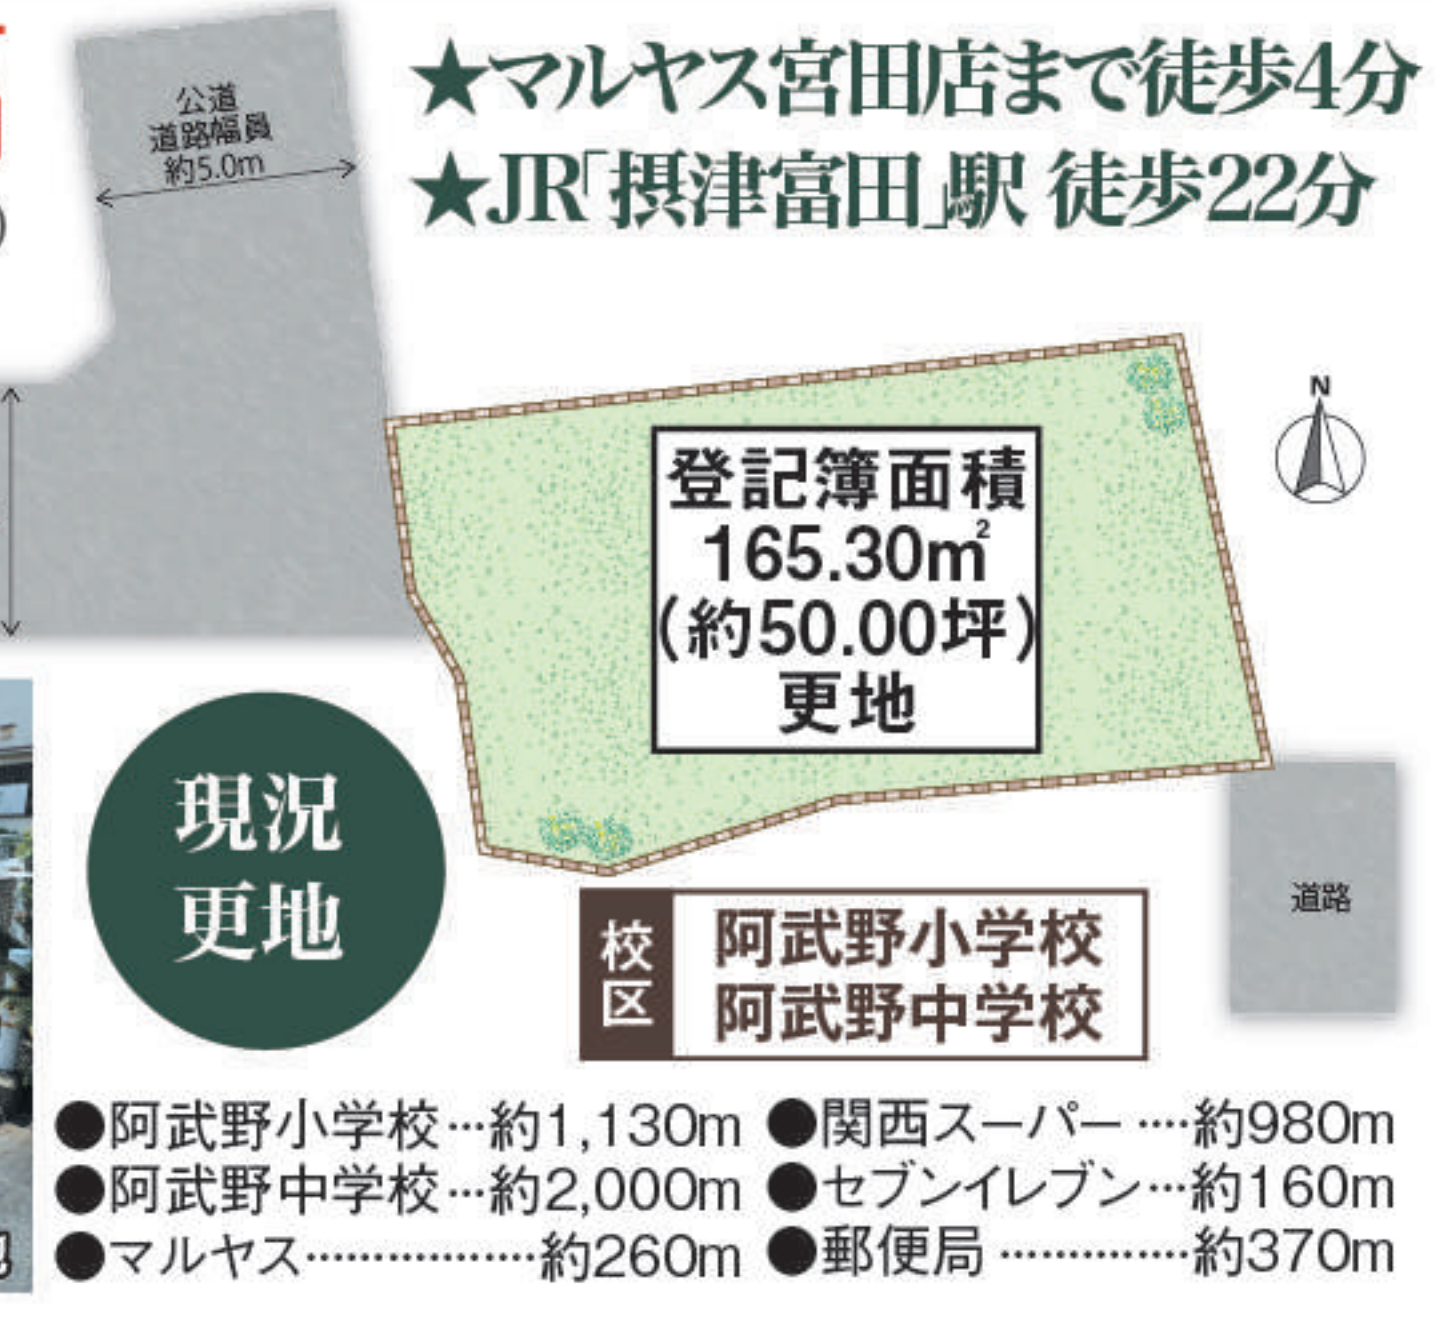 ★マルヤス宮田店まで徒歩4分
★JR「摂津富田」駅 徒歩22分
公道
道路幅員
約5.0m
N
登記簿面積
165.30㎡
(約50.00坪)
更地
現況
更地
道路
校区
阿武野小学校
阿武野中学校
●阿武野小学校…約1,130m
●阿武野中学校…約2,000m
●マルヤス………………約260m
●関西スーパー‥‥約980m
●セブンイレブン…約160m
●郵便局……………約370m